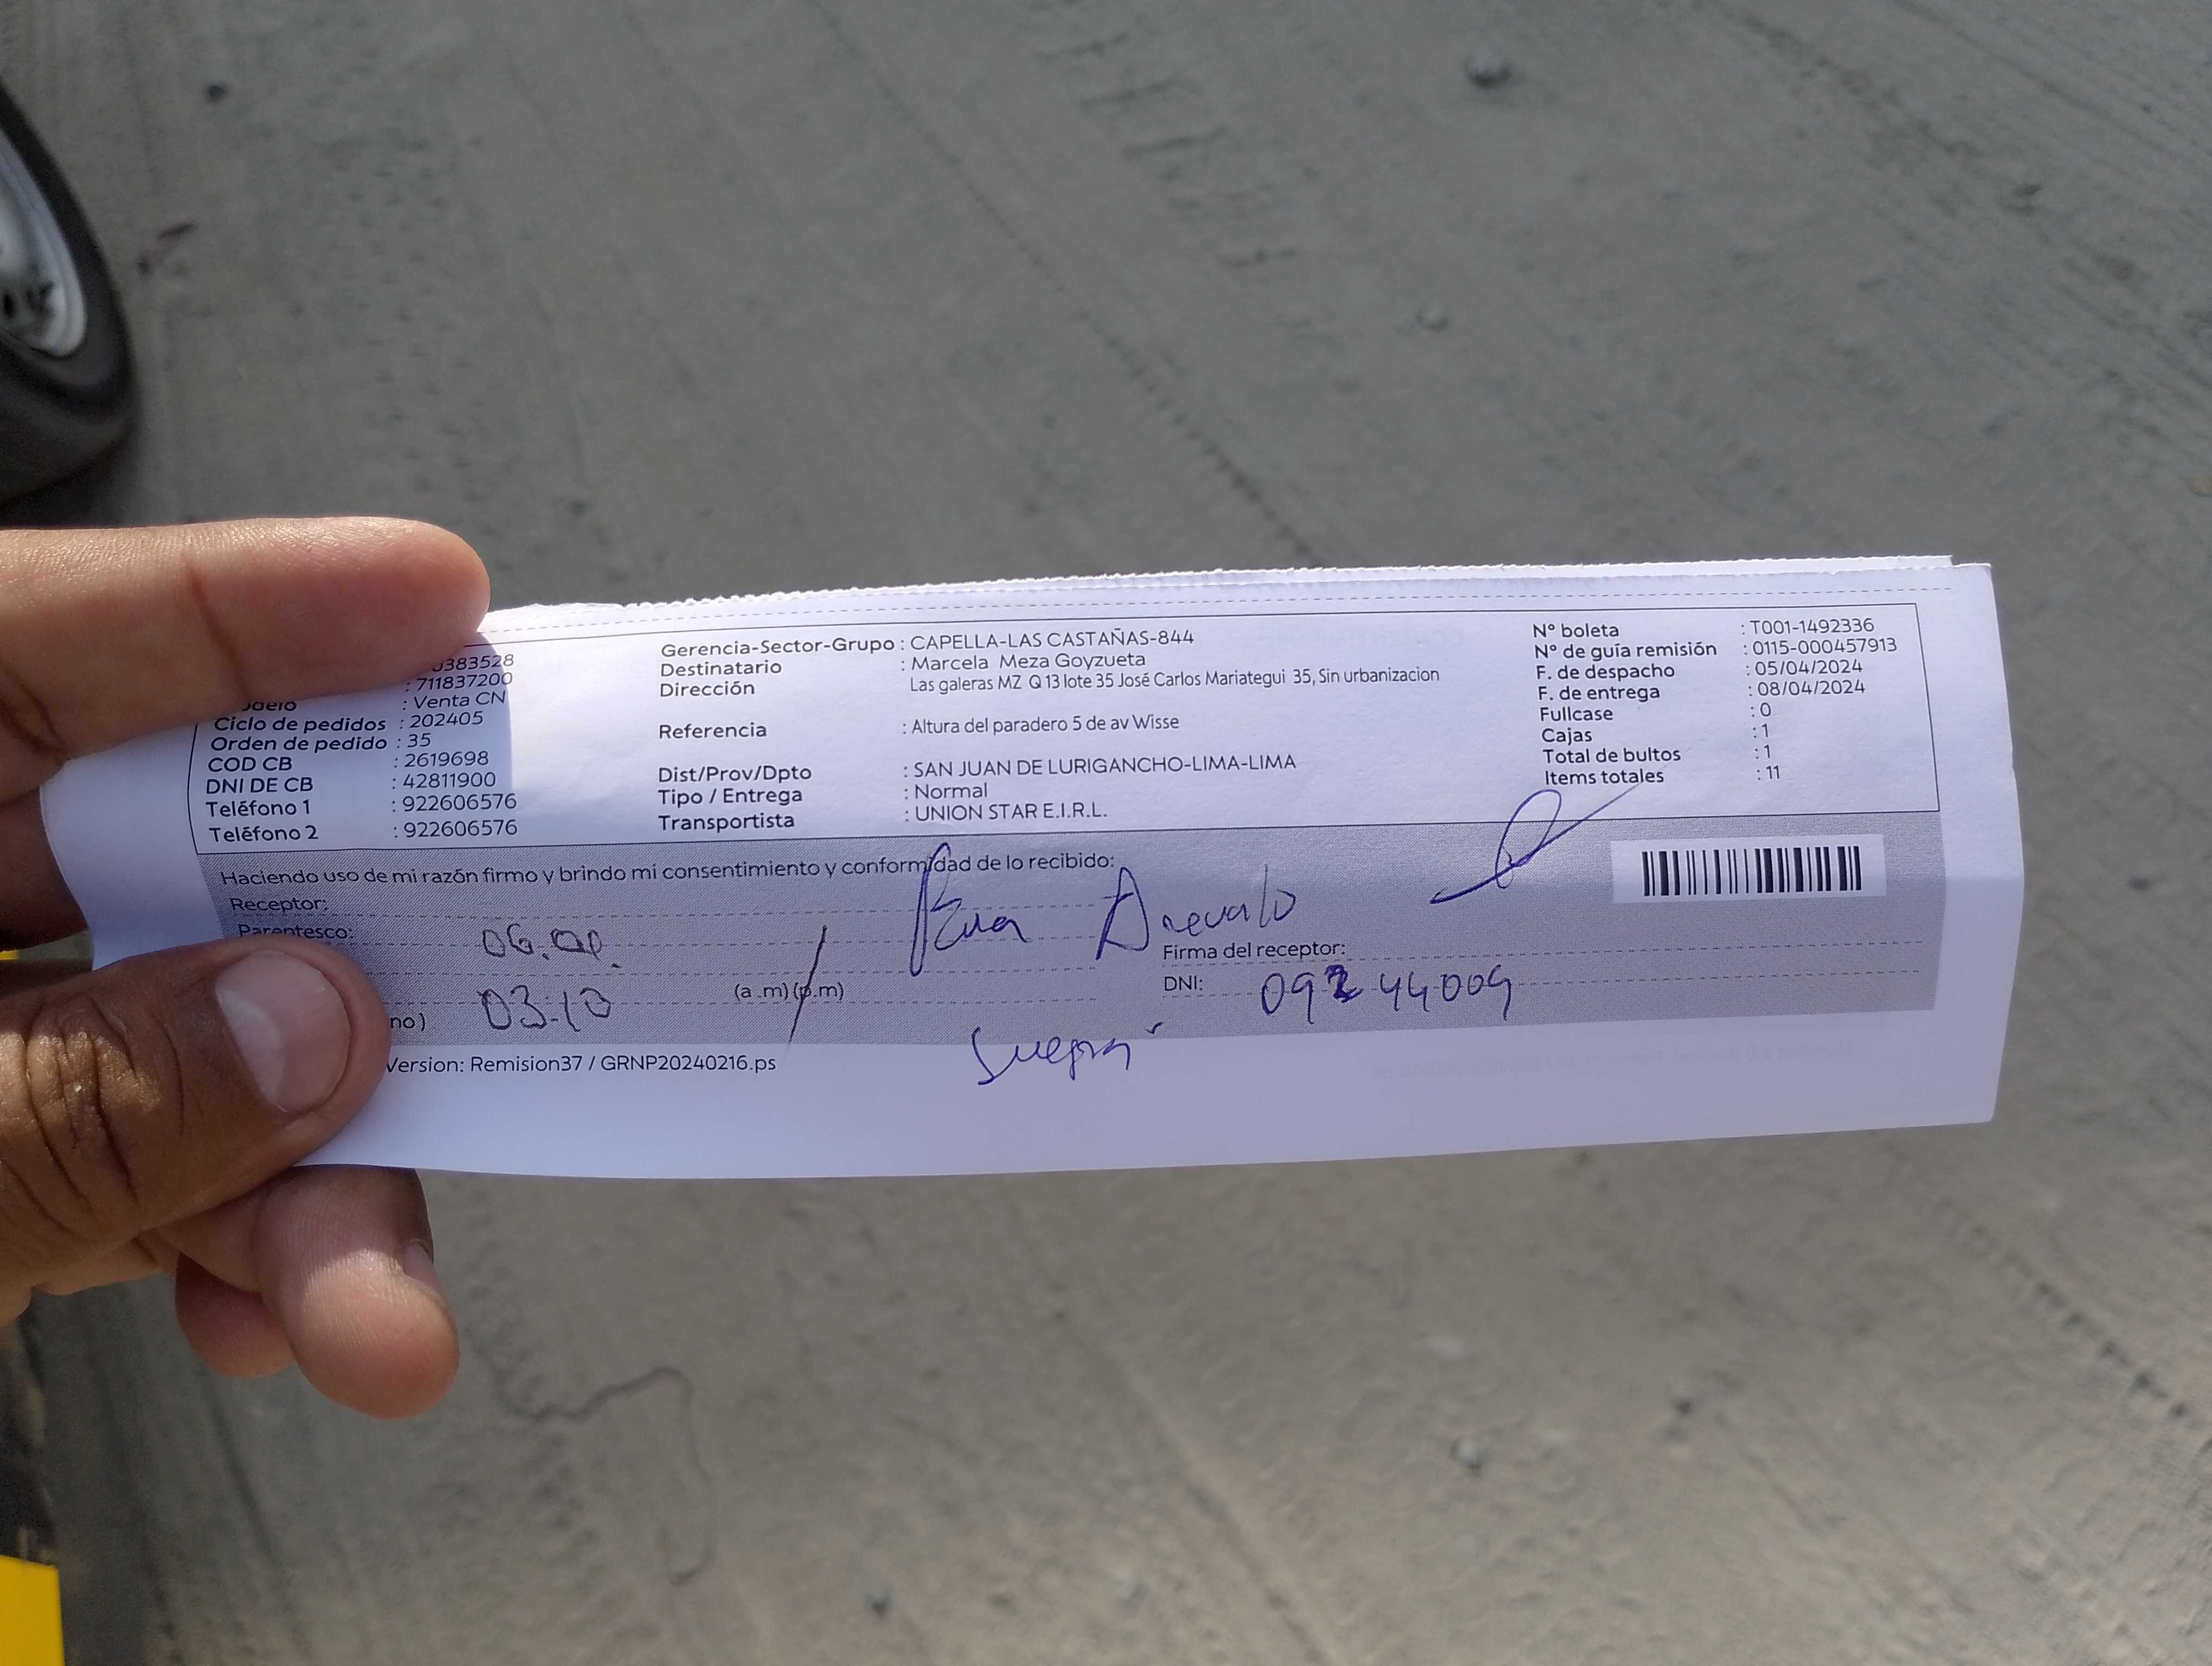 383528
: 711837200
: Venta CN
Ciclo de pedidos : 202405
Orden de pedido : 35
COD CB : 2619698
DNI DE CB : 42811900
Teléfono 1 : 922606576
Teléfono 2 : 922606576
Gerencia-Sector-Grupo : CAPELLA-LAS CASTAÑAS-844
Destinatario : Marcela Meza Goyzueta
Dirección Las galeras MZ Q 13 lote 35 José Carlos Mariategui 35, Sin urbanizacion
Referencia : Altura del paradero 5 de av Wisse
Dist/Prov/Dpto : SAN JUAN DE LURIGANCHO-LIMA-LIMA
Tipo / Entrega : Normal
Transportista : UNION STAR E.I.R.L.
N° boleta : T001-1492336
N° de guía remisión : 0115-000457913
F. de despacho : 05/04/2024
F. de entrega : 08/04/2024
Fullcase : 0
Cajas : 1
Total de bultos : 1
Items totales : 11
Haciendo uso de mi razón firmo y brindo mi consentimiento y conformidad de lo recibido:
Receptor: Arevalo
Parentesco:
Firma del receptor:
03:10 (a .m) (p.m)
DNI: 09244009
no)
Suegra
Version: Remision37 / GRNP20240216.ps